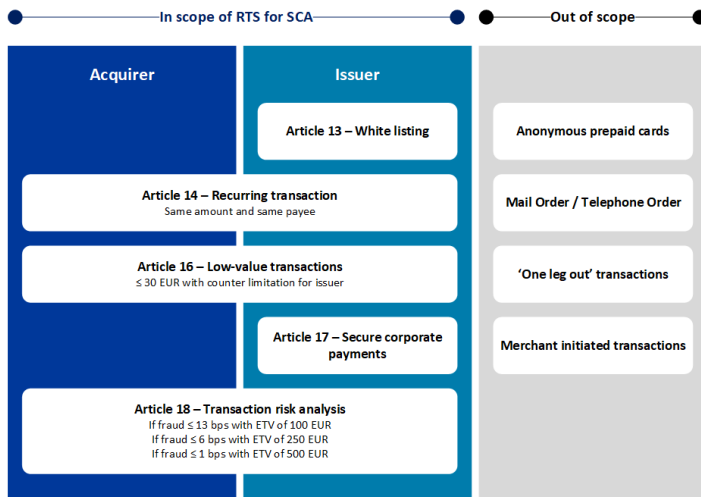 In scope of RTS for SCA
Out of scope
Acquirer
Issuer
Article 13 – White listing
Anonymous prepaid cards
Article 14 – Recurring transaction
Same amount and same payee
Mail Order / Telephone Order
Article 16 – Low-value transactions
≤ 30 EUR with counter limitation for issuer
‘One leg out’ transactions
Article 17 – Secure corporate
payments
Merchant initiated transactions
Article 18 – Transaction risk analysis
If fraud ≤ 13 bps with ETV of 100 EUR
If fraud ≤ 6 bps with ETV of 250 EUR
If fraud ≤ 1 bps with ETV of 500 EUR